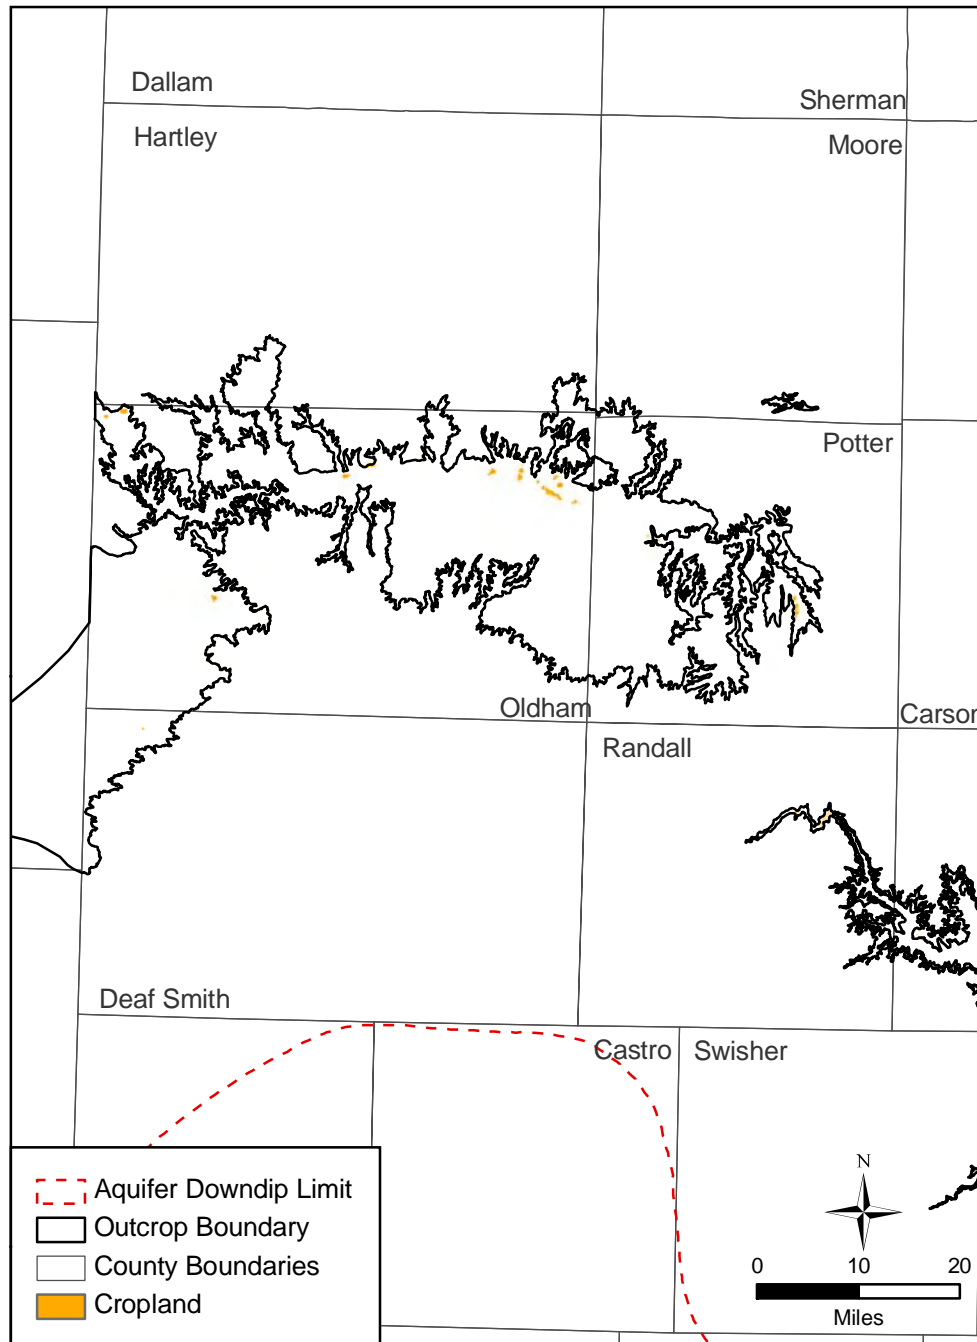 Dallam
Sherman
Hartley
Moore
Potter
Oldham
Carson
Randall
Deaf Smith
Castro
Swisher
Aquifer Downdip Limit
Outcrop Boundary
County Boundaries
Cropland
N
0 10 20
Miles